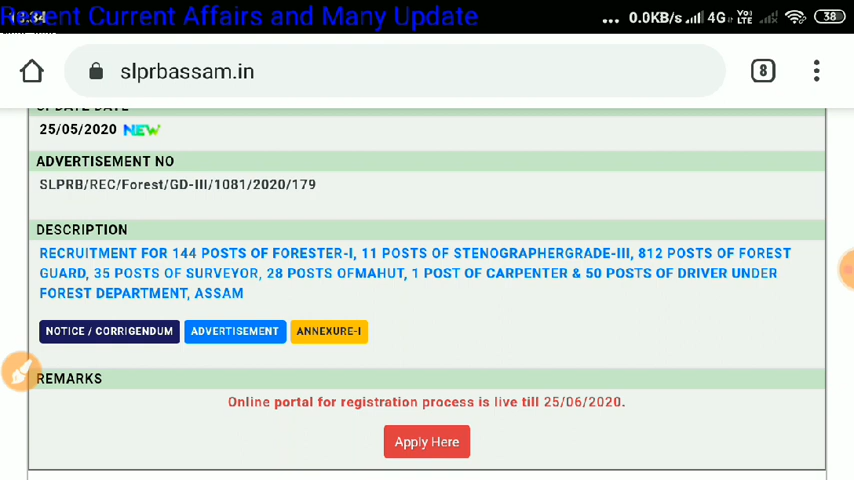 Recent Current Affairs and Many Update
... 0.0KB/s 4G VoLTE 38
slprbassam.in 8
UPDATE DATE
25/05/2020 NEW
ADVERTISEMENT NO
SLPRB/REC/Forest/GD-III/1081/2020/179
DESCRIPTION
RECRUITMENT FOR 144 POSTS OF FORESTER-I, 11 POSTS OF STENOGRAPHERGRADE-III, 812 POSTS OF FOREST
GUARD, 35 POSTS OF SURVEYOR, 28 POSTS OFMAHUT, 1 POST OF CARPENTER & 50 POSTS OF DRIVER UNDER
FOREST DEPARTMENT, ASSAM
NOTICE / CORRIGENDUM ADVERTISEMENT ANNEXURE-I
REMARKS
Online portal for registration process is live till 25/06/2020.
Apply Here